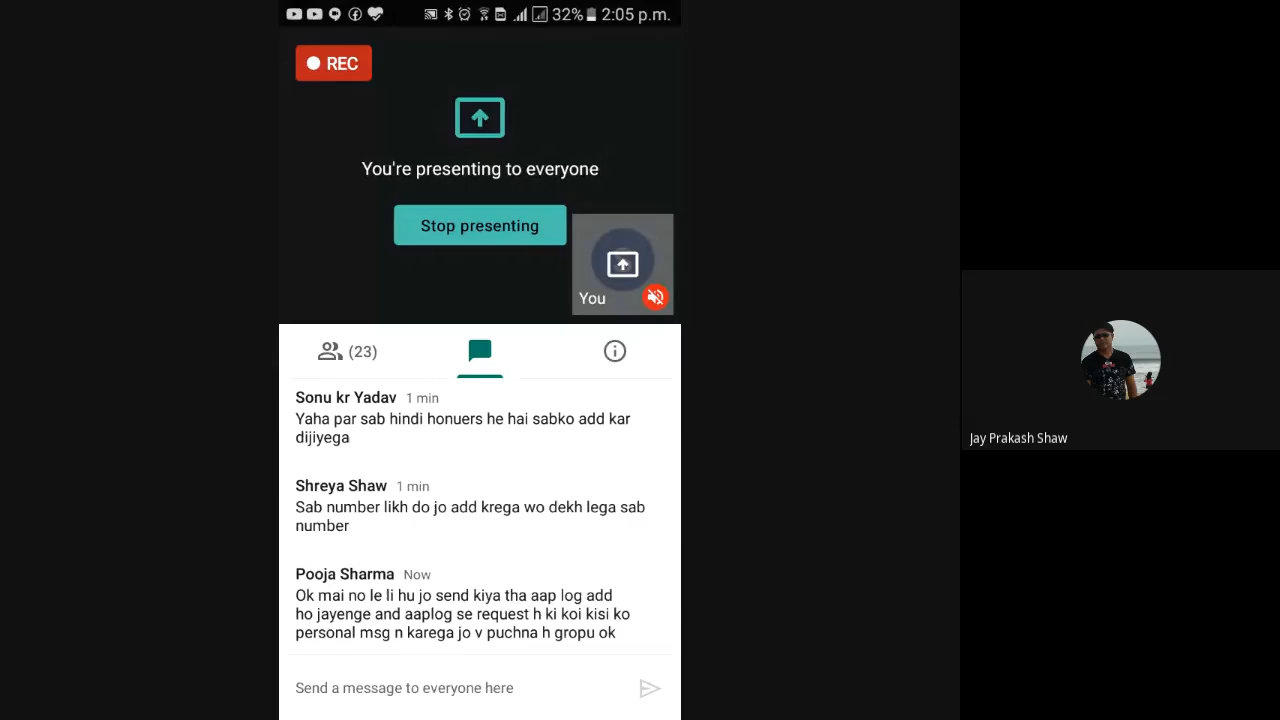 32% 2:05 p.m.
REC
You're presenting to everyone
Stop presenting
You
(23)
Sonu kr Yadav 1 min
Yaha par sab hindi honuers he hai sabko add kar
dijiyega
Shreya Shaw 1 min
Sab number likh do jo add krega wo dekh lega sab
number
Pooja Sharma Now
Ok mai no le li hu jo send kiya tha aap log add
ho jayenge and aaplog se request h ki koi kisi ko
personal msg n karega jo v puchna h gropu ok
Send a message to everyone here
Jay Prakash Shaw